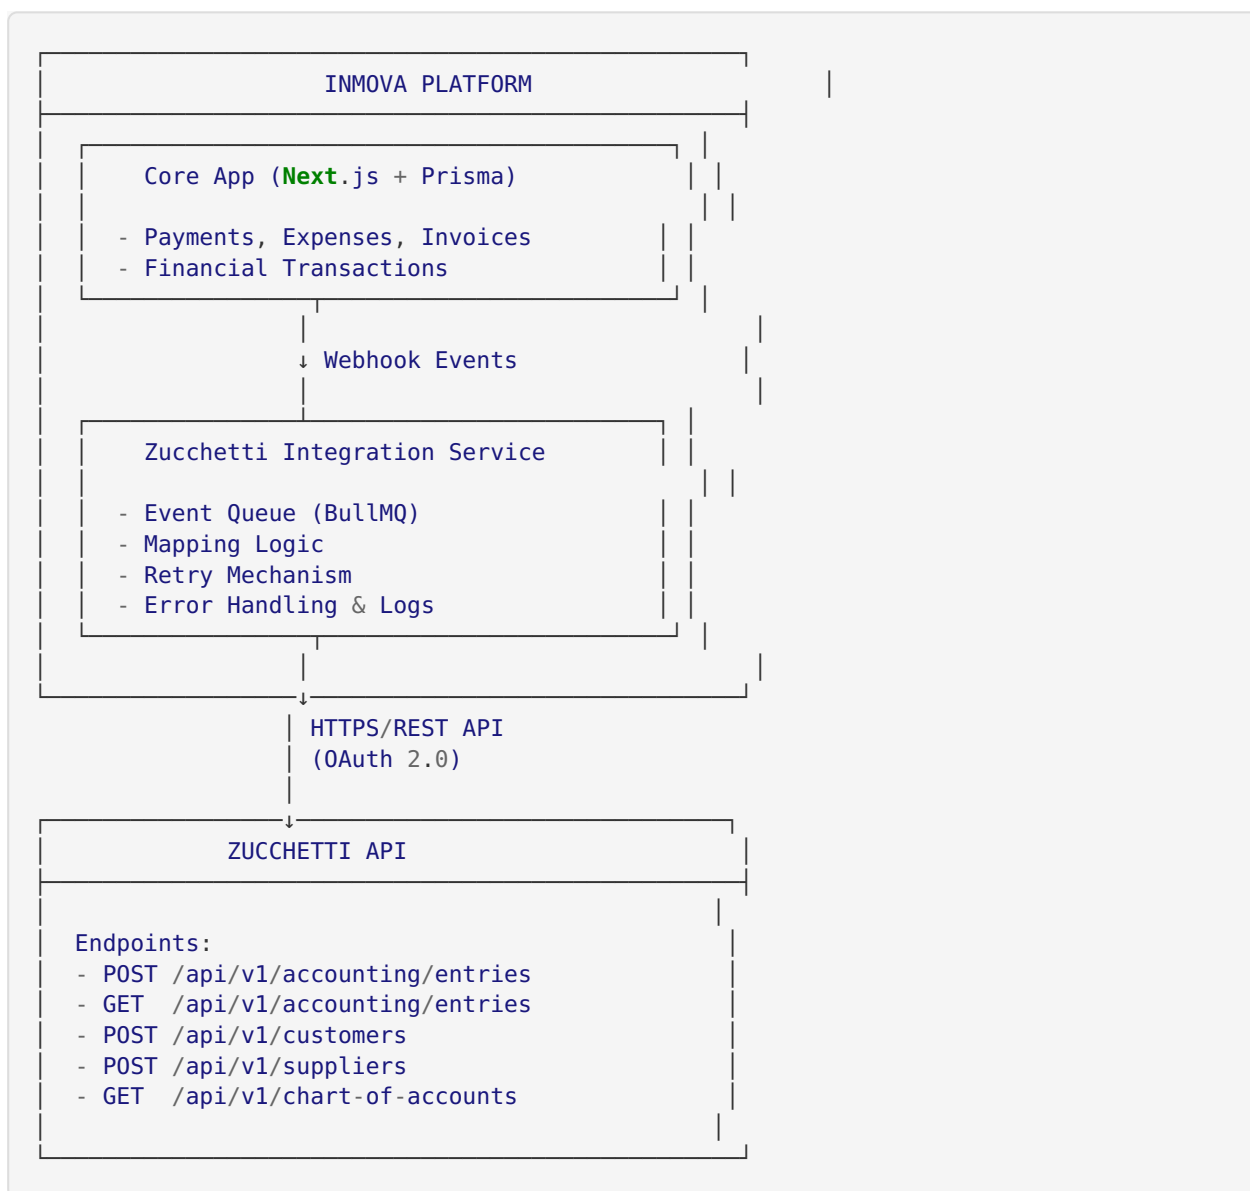 INMOVA PLATFORM
Core App (Next.js + Prisma)
- Payments, Expenses, Invoices
- Financial Transactions
↓ Webhook Events
Zucchetti Integration Service
- Event Queue (BullMQ)
- Mapping Logic
- Retry Mechanism
- Error Handling & Logs
HTTPS/REST API
(OAuth 2.0)
ZUCCHETTI API
Endpoints:
- POST /api/v1/accounting/entries
- GET  /api/v1/accounting/entries
- POST /api/v1/customers
- POST /api/v1/suppliers
- GET  /api/v1/chart-of-accounts